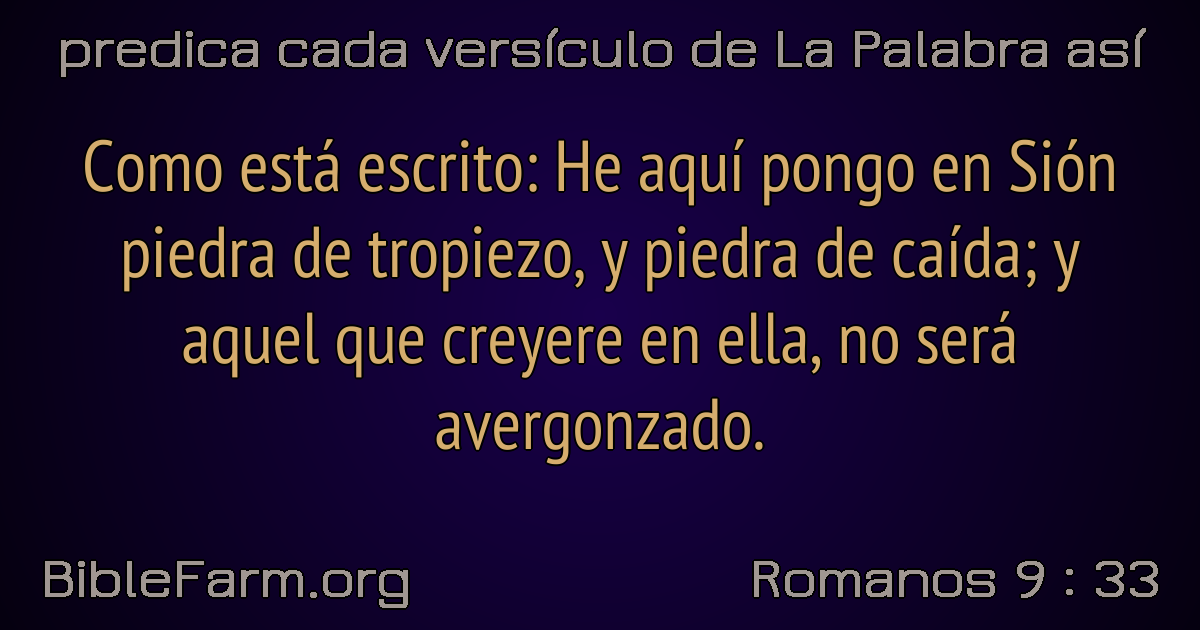 predica cada versículo de La Palabra así
Como está escrito: He aquí pongo en Sión
piedra de tropiezo, y piedra de caída; y
aquel que creyere en ella, no será
avergonzado.
BibleFarm.org
Romanos 9 : 33